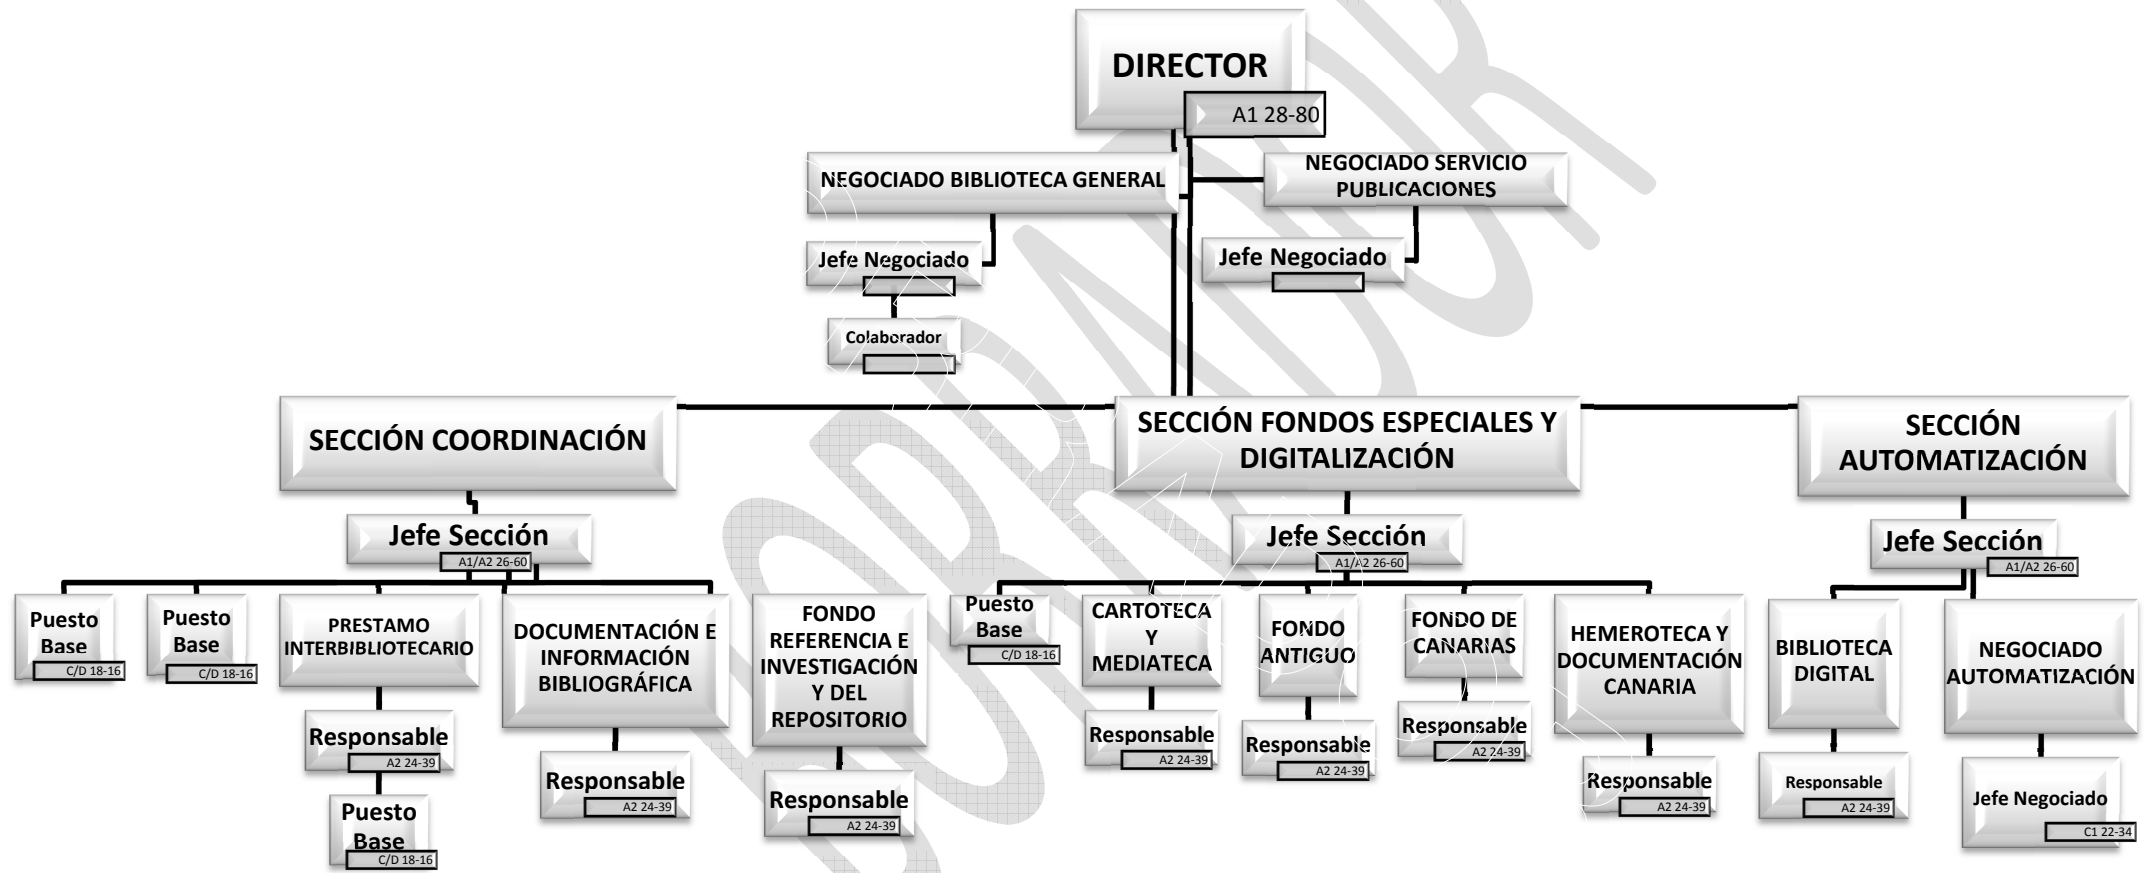 DIRECTOR
A1 28-80
NEGOCIADO BIBLIOTECA GENERAL
NEGOCIADO SERVICIO
PUBLICACIONES
Jefe Negociado
Jefe Negociado
Colaborador
SECCIÓN COORDINACIÓN
SECCIÓN FONDOS ESPECIALES Y
DIGITALIZACIÓN
SECCIÓN
AUTOMATIZACIÓN
Jefe Sección
A1/A2 26-60
Jefe Sección
A1/A2 26-60
Jefe Sección
A1/A2 26-60
Puesto
Base
C/D 18-16
Puesto
Base
C/D 18-16
PRESTAMO
INTERBIBLIOTECARIO
Responsable
A2 24-39
Puesto
Base
C/D 18-16
DOCUMENTACIÓN E
INFORMACIÓN
BIBLIOGRÁFICA
Responsable
A2 24-39
FONDO
REFERENCIA E
INVESTIGACIÓN
Y DEL
REPOSITORIO
Responsable
A2 24-39
Puesto
Base
C/D 18-16
CARTOTECA
Y
MEDIATECA
Responsable
A2 24-39
FONDO
ANTIGUO
Responsable
A2 24-39
FONDO DE
CANARIAS
Responsable
A2 24-39
HEMEROTECA Y
DOCUMENTACIÓN
CANARIA
Responsable
A2 24-39
BIBLIOTECA
DIGITAL
Responsable
A2 24-39
NEGOCIADO
AUTOMATIZACIÓN
Jefe Negociado
C1 22-34
BORRADOR